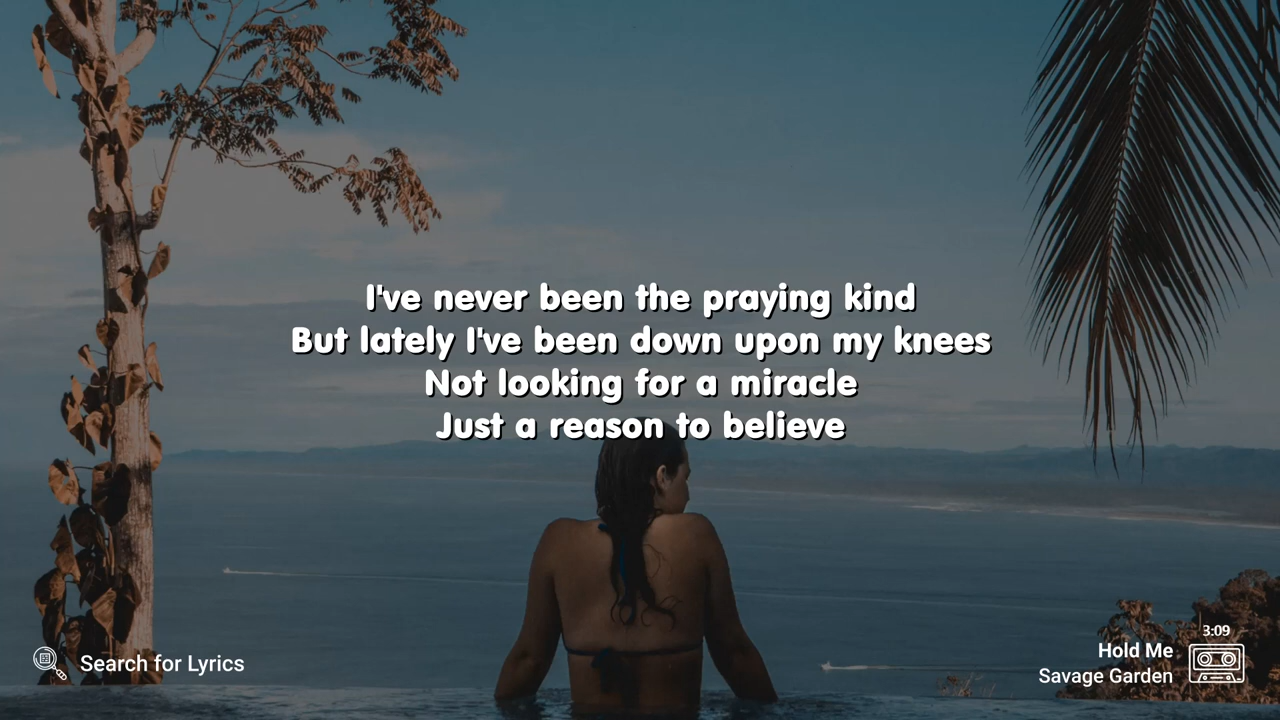 I've never been the praying kind
But lately I've been down upon my knees
Not looking for a miracle
Just a reason to believe
Search for Lyrics
3:09
Hold Me
Savage Garden